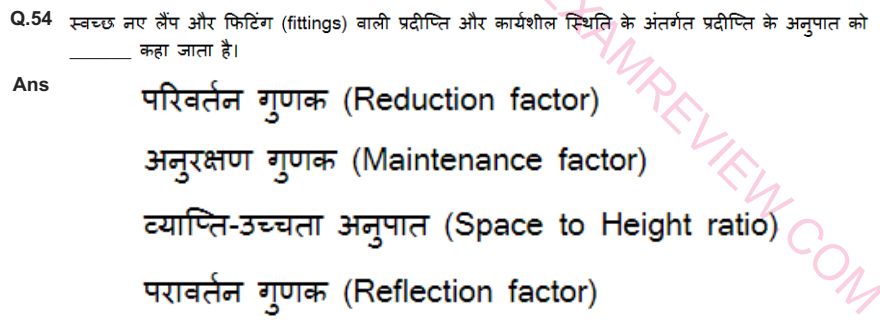 Q.54 स्वच्छ नए लैंप और फिटिंग (fittings) वाली प्रदीप्ति और कार्यशील स्थिति के अंतर्गत प्रदीप्ति के अनुपात को
_______ कहा जाता है।
Ans
परिवर्तन गुणक (Reduction factor)
अनुरक्षण गुणक (Maintenance factor)
व्याप्ति-उच्चता अनुपात (Space to Height ratio)
परावर्तन गुणक (Reflection factor)
EXAMREVIEW.COM